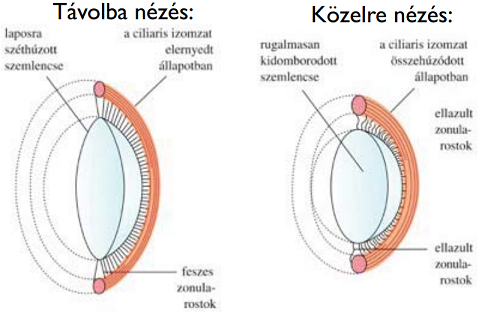 Távolba nézés:
laposra
széthúzott
szemlencse
a ciliaris izomzat
elernyedt
állapotban
feszes
zonula-
rostok
Közelre nézés:
rugalmasan
kidomborodott
szemlencse
a ciliaris izomzat
összehúzódott
állapotban
ellazult
zonula-
rostok
ellazult
zonula-
rostok